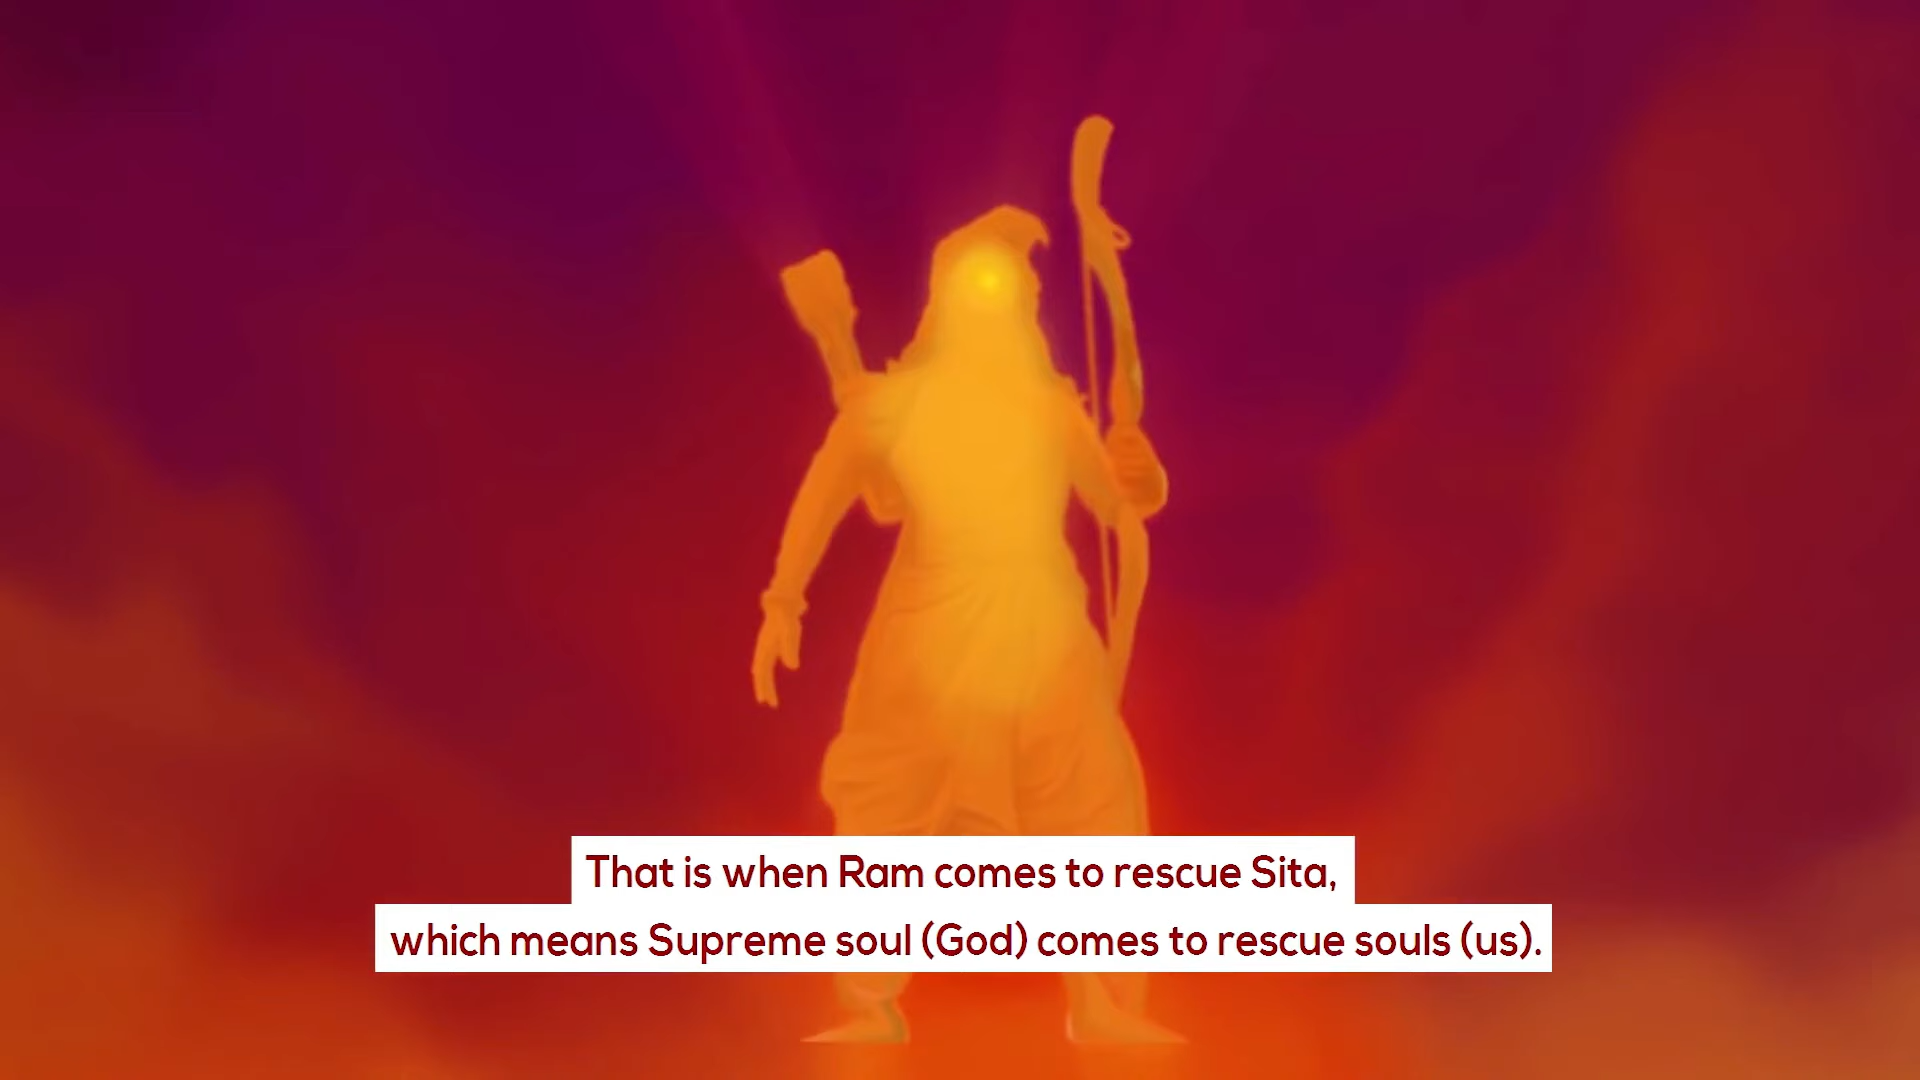 That is when Ram comes to rescue Sita,
which means Supreme soul (God) comes to rescue souls (us).